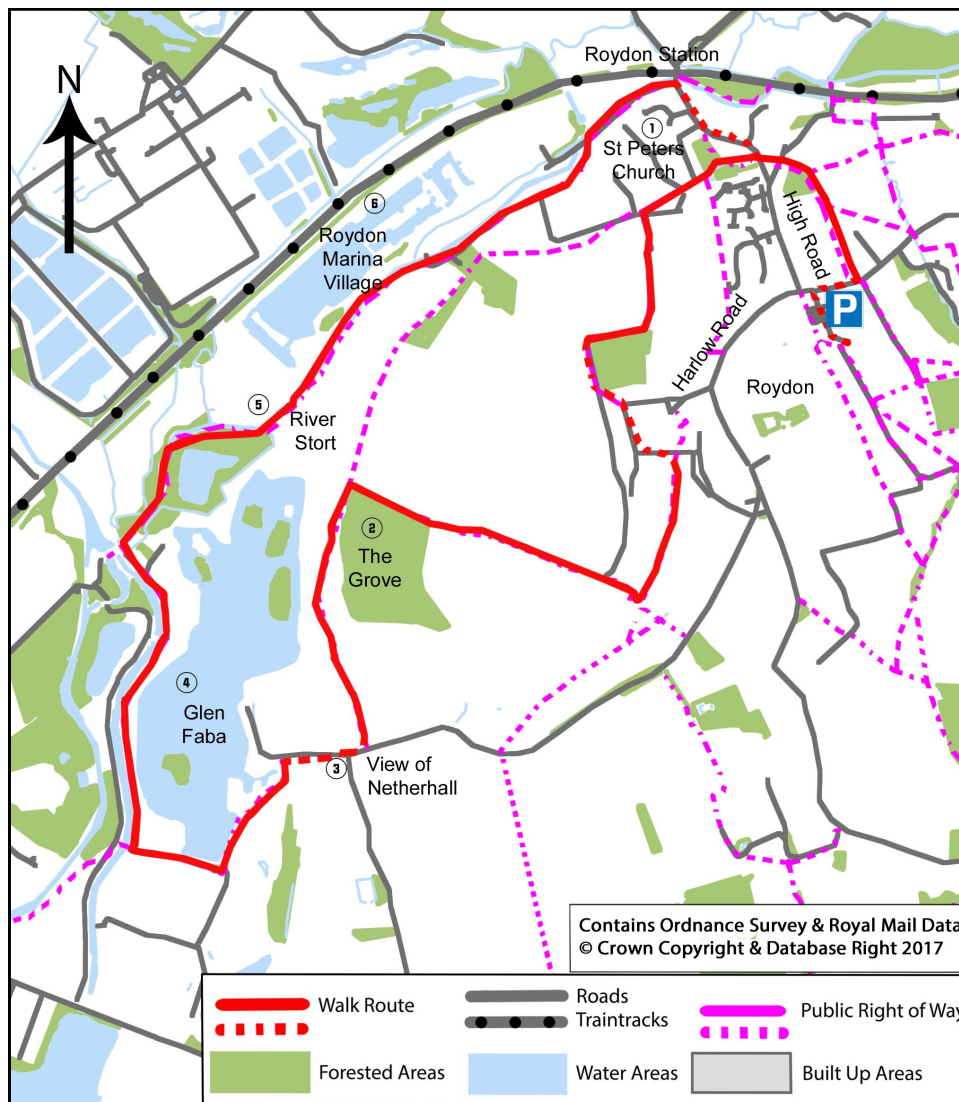 Roydon Station
N
1
St Peters
Church
6
Roydon
Marina
Village
High Road
P
Harlow Road
Roydon
5
River
Stort
2
The
Grove
4
Glen
Faba
3
View of
Netherhall
Contains Ordnance Survey & Royal Mail Data
© Crown Copyright & Database Right 2017
Walk Route
Roads
Traintracks
Public Right of Way
Forested Areas
Water Areas
Built Up Areas